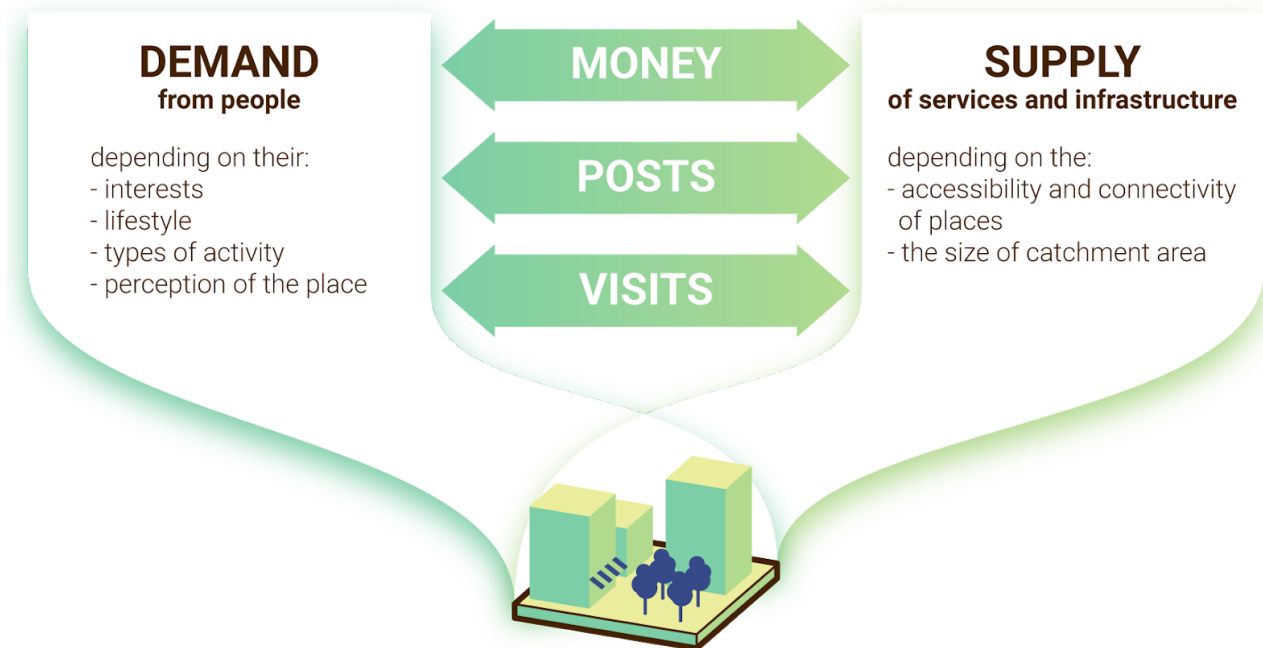 DEMAND
from people
depending on their:
- interests
- lifestyle
- types of activity
- perception of the place
MONEY
POSTS
VISITS
SUPPLY
of services and infrastructure
depending on the:
- accessibility and connectivity
of places
- the size of catchment area